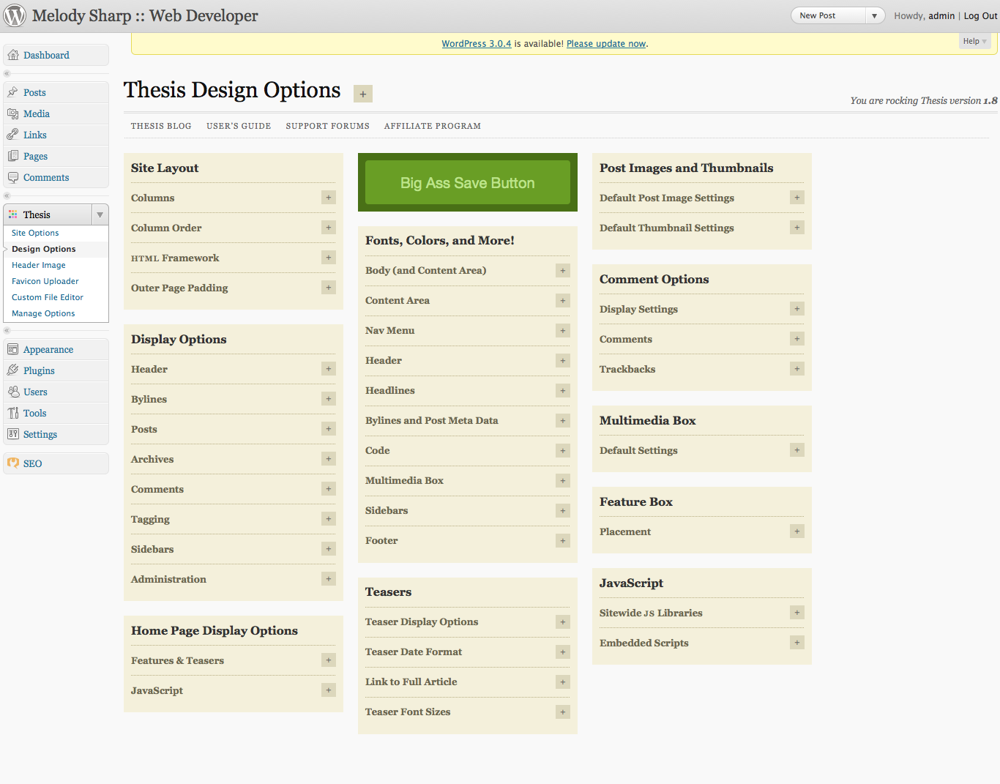 Melody Sharp :: Web Developer
New Post
Howdy, admin | Log Out
WordPress 3.0.4 is available! Please update now.
Help
Dashboard
Posts
Media
Links
Pages
Comments
Thesis
Site Options
Design Options
Header Image
Favicon Uploader
Custom File Editor
Manage Options
Appearance
Plugins
Users
Tools
Settings
SEO
Thesis Design Options +
You are rocking Thesis version 1.8
THESIS BLOG USER'S GUIDE SUPPORT FORUMS AFFILIATE PROGRAM
Site Layout
Columns +
Column Order +
HTML Framework +
Outer Page Padding +
Display Options
Header +
Bylines +
Posts +
Archives +
Comments +
Tagging +
Sidebars +
Administration +
Home Page Display Options
Features & Teasers +
JavaScript +
Big Ass Save Button
Fonts, Colors, and More!
Body (and Content Area) +
Content Area +
Nav Menu +
Header +
Headlines +
Bylines and Post Meta Data +
Code +
Multimedia Box +
Sidebars +
Footer +
Teasers
Teaser Display Options +
Teaser Date Format +
Link to Full Article +
Teaser Font Sizes +
Post Images and Thumbnails
Default Post Image Settings +
Default Thumbnail Settings +
Comment Options
Display Settings +
Comments +
Trackbacks +
Multimedia Box
Default Settings +
Feature Box
Placement +
JavaScript
Sitewide JS Libraries +
Embedded Scripts +